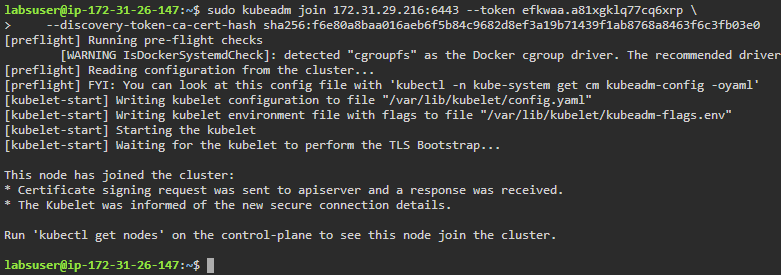 labsuser@ip-172-31-26-147:~$ sudo kubeadm join 172.31.29.216:6443 --token efkwaa.a81xgklq77cq6xrp \
>     --discovery-token-ca-cert-hash sha256:f6e80a8baa016aeb6f5b84c9682d8ef3a19b71439f1ab8768a8463f6c3fb03e0
[preflight] Running pre-flight checks
        [WARNING IsDockerSystemdCheck]: detected "cgroupfs" as the Docker cgroup driver. The recommended driver
[preflight] Reading configuration from the cluster...
[preflight] FYI: You can look at this config file with 'kubectl -n kube-system get cm kubeadm-config -oyaml'
[kubelet-start] Writing kubelet configuration to file "/var/lib/kubelet/config.yaml"
[kubelet-start] Writing kubelet environment file with flags to file "/var/lib/kubelet/kubeadm-flags.env"
[kubelet-start] Starting the kubelet
[kubelet-start] Waiting for the kubelet to perform the TLS Bootstrap...

This node has joined the cluster:
* Certificate signing request was sent to apiserver and a response was received.
* The Kubelet was informed of the new secure connection details.

Run 'kubectl get nodes' on the control-plane to see this node join the cluster.

labsuser@ip-172-31-26-147:~$